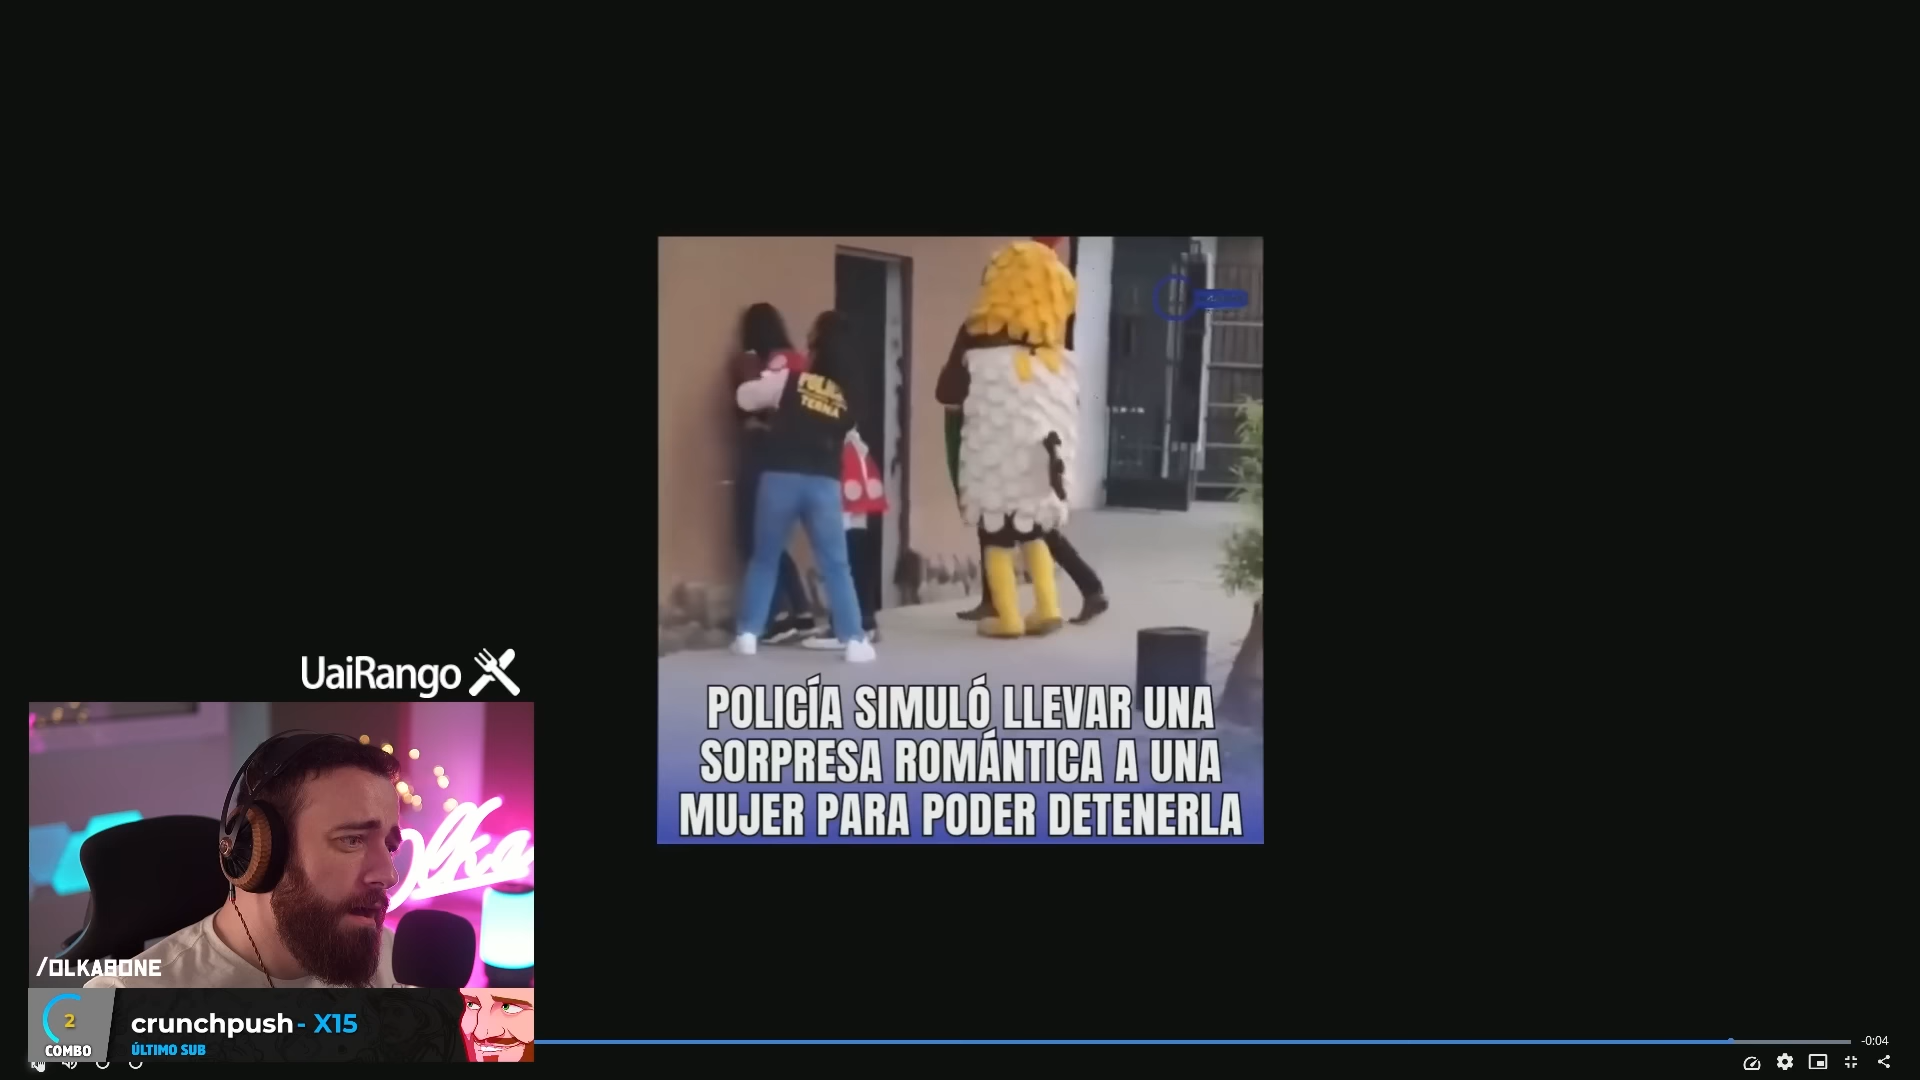 POLICÍA
TERNA
POLICÍA SIMULÓ LLEVAR UNA
SORPRESA ROMÁNTICA A UNA
MUJER PARA PODER DETENERLA
UaiRango
Olka
/OLKABONE
2
COMBO
crunchpush - X15
ÚLTIMO SUB
-0:04